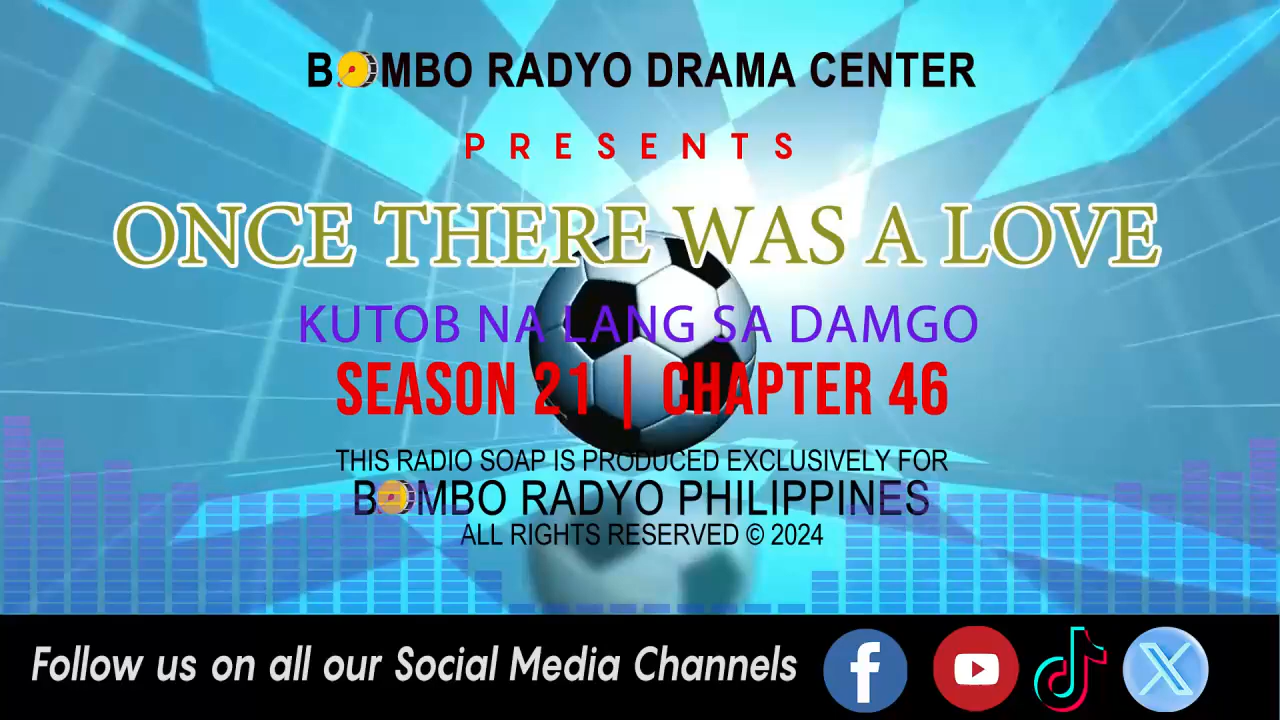 BOMBO RADYO DRAMA CENTER
PRESENTS
ONCE THERE WAS A LOVE
KUTOB NA LANG SA DAMGO
SEASON 21 | CHAPTER 46
THIS RADIO SOAP IS PRODUCED EXCLUSIVELY FOR
BOMBO RADYO PHILIPPINES
ALL RIGHTS RESERVED © 2024
Follow us on all our Social Media Channels